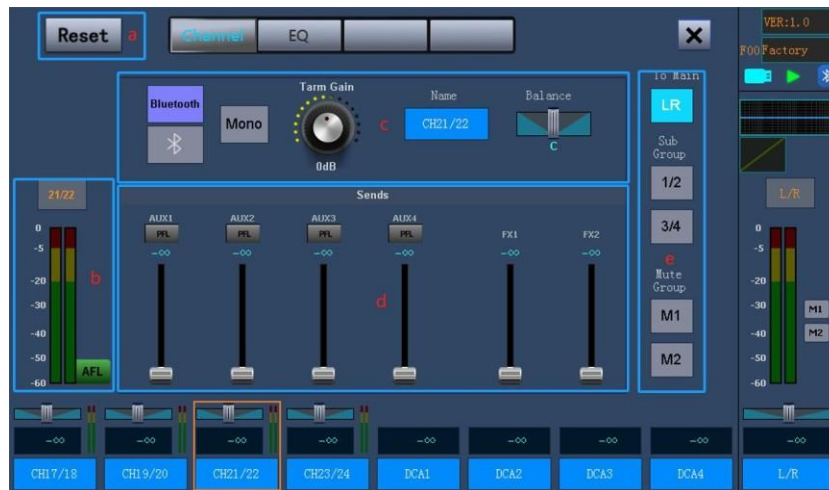 VER:1.0
Reset a Channel EQ
F00 Factory
Tarm Gain
To Main
Bluetooth Name Balance LR
Mono c CH21/22
C
0dB
Sub
Group
1/2
21/22 Sends L/R
AUX1 AUX2 AUX3 AUX4 3/4
PFL PFL PFL PFL FX1 FX2
0 0
-5 -∞ -∞ -∞ -∞ -∞ -∞ -5
e
b Mute
Group
-20 -20
d
-30 M1 -30 M1
-40 -40 M2
-50 M2 -50
AFL
-60 -60
-∞ -∞ -∞ -∞ -∞ -∞ -∞ -∞ -∞
CH17/18 CH19/20 CH21/22 CH23/24 DCA1 DCA2 DCA3 DCA4 L/R